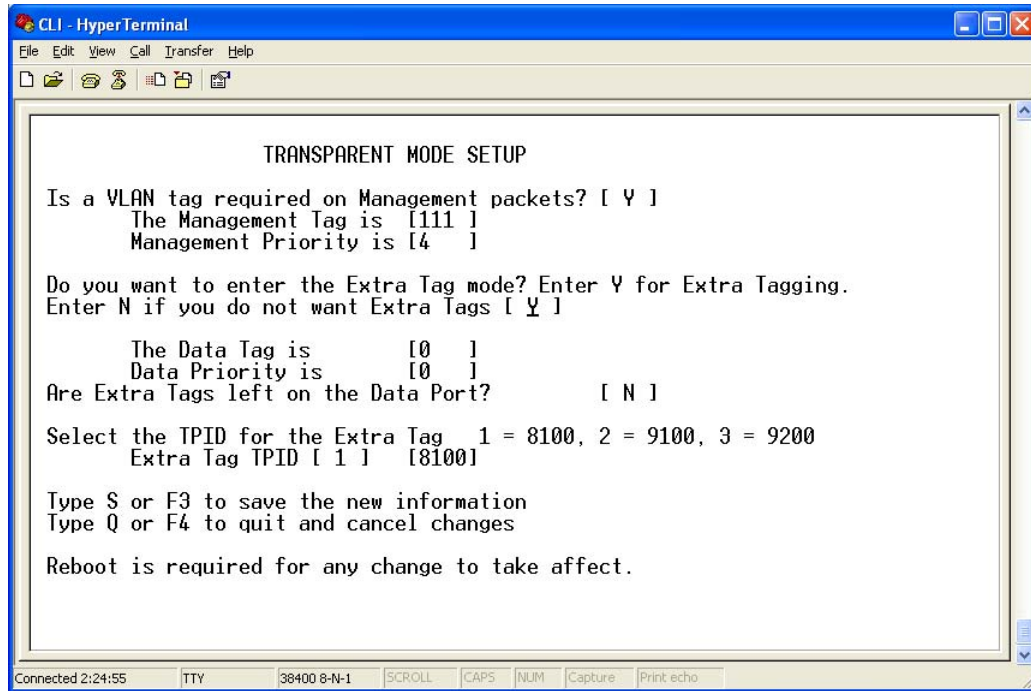 CLI - HyperTerminal
File Edit View Call Transfer Help
TRANSPARENT MODE SETUP
Is a VLAN tag required on Management packets? [ Y ]
The Management Tag is [111 ]
Management Priority is [4 ]
Do you want to enter the Extra Tag mode? Enter Y for Extra Tagging.
Enter N if you do not want Extra Tags [ Y ]
The Data Tag is [0 ]
Data Priority is [0 ]
Are Extra Tags left on the Data Port? [ N ]
Select the TPID for the Extra Tag 1 = 8100, 2 = 9100, 3 = 9200
Extra Tag TPID [ 1 ] [8100]
Type S or F3 to save the new information
Type Q or F4 to quit and cancel changes
Reboot is required for any change to take affect.
Connected 2:24:55 TTY 38400 8-N-1 SCROLL CAPS NUM Capture Print echo